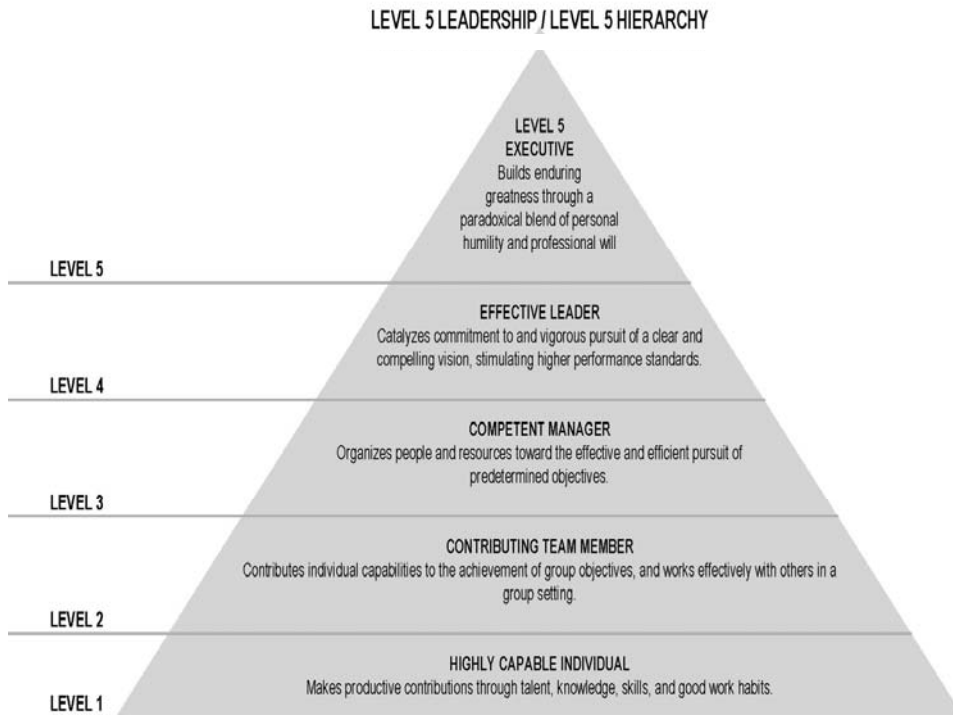 LEVEL 5 LEADERSHIP / LEVEL 5 HIERARCHY
LEVEL 5
EXECUTIVE
Builds enduring
greatness through a
paradoxical blend of personal
humility and professional will
LEVEL 5
EFFECTIVE LEADER
Catalyzes commitment to and vigorous pursuit of a clear and
compelling vision, stimulating higher performance standards.
LEVEL 4
COMPETENT MANAGER
Organizes people and resources toward the effective and efficient pursuit of
predetermined objectives.
LEVEL 3
CONTRIBUTING TEAM MEMBER
Contributes individual capabilities to the achievement of group objectives, and works effectively with others in a
group setting.
LEVEL 2
HIGHLY CAPABLE INDIVIDUAL
Makes productive contributions through talent, knowledge, skills, and good work habits.
LEVEL 1